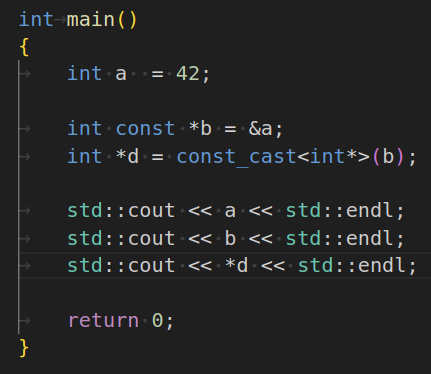 int main()
{
    int a  = 42;

    int const *b = &a;
    int *d = const_cast<int*>(b);

    std::cout << a << std::endl;
    std::cout << b << std::endl;
    std::cout << *d << std::endl;

    return 0;
}